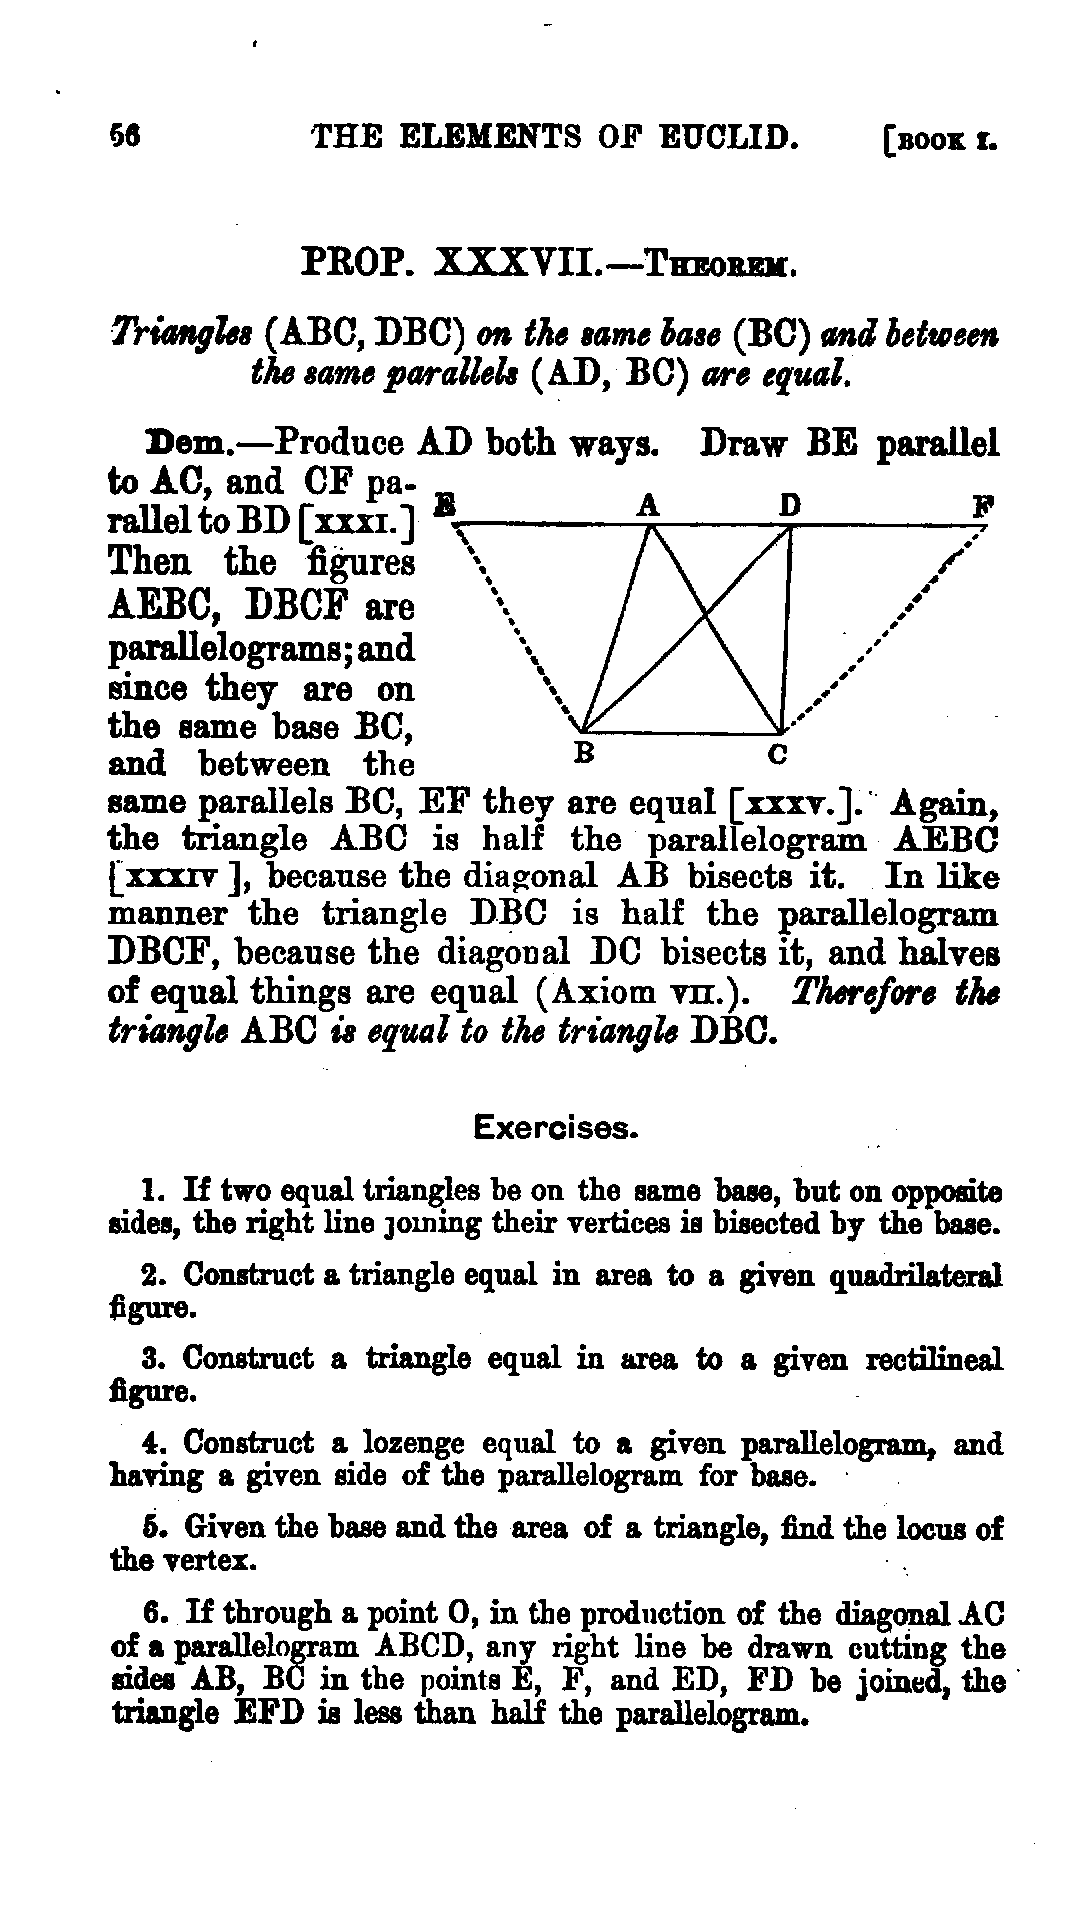 56 THE ELEMENTS OF EUCLID. [BOOK I.
PROP. XXXVII.—Theorem.
Triangles (ABC, DBC) on the same base (BC) and between
the same parallels (AD, BC) are equal.
Dem.—Produce AD both ways. Draw BE parallel
to AC, and CF pa-
rallel to BD [xxxi.]
Then the figures
AEBC, DBCF are
parallelograms; and
since they are on
the same base BC,
and between the
E A D F
B C
same parallels BC, EF they are equal [xxxv.]. Again,
the triangle ABC is half the parallelogram AEBC
[xxxiv ], because the diagonal AB bisects it. In like
manner the triangle DBC is half the parallelogram
DBCF, because the diagonal DC bisects it, and halves
of equal things are equal (Axiom vii.). Therefore the
triangle ABC is equal to the triangle DBC.
Exercises.
1. If two equal triangles be on the same base, but on opposite
sides, the right line joining their vertices is bisected by the base.
2. Construct a triangle equal in area to a given quadrilateral
figure.
3. Construct a triangle equal in area to a given rectilineal
figure.
4. Construct a lozenge equal to a given parallelogram, and
having a given side of the parallelogram for base.
5. Given the base and the area of a triangle, find the locus of
the vertex.
6. If through a point O, in the production of the diagonal AC
of a parallelogram ABCD, any right line be drawn cutting the
sides AB, BC in the points E, F, and ED, FD be joined, the
triangle EFD is less than half the parallelogram.